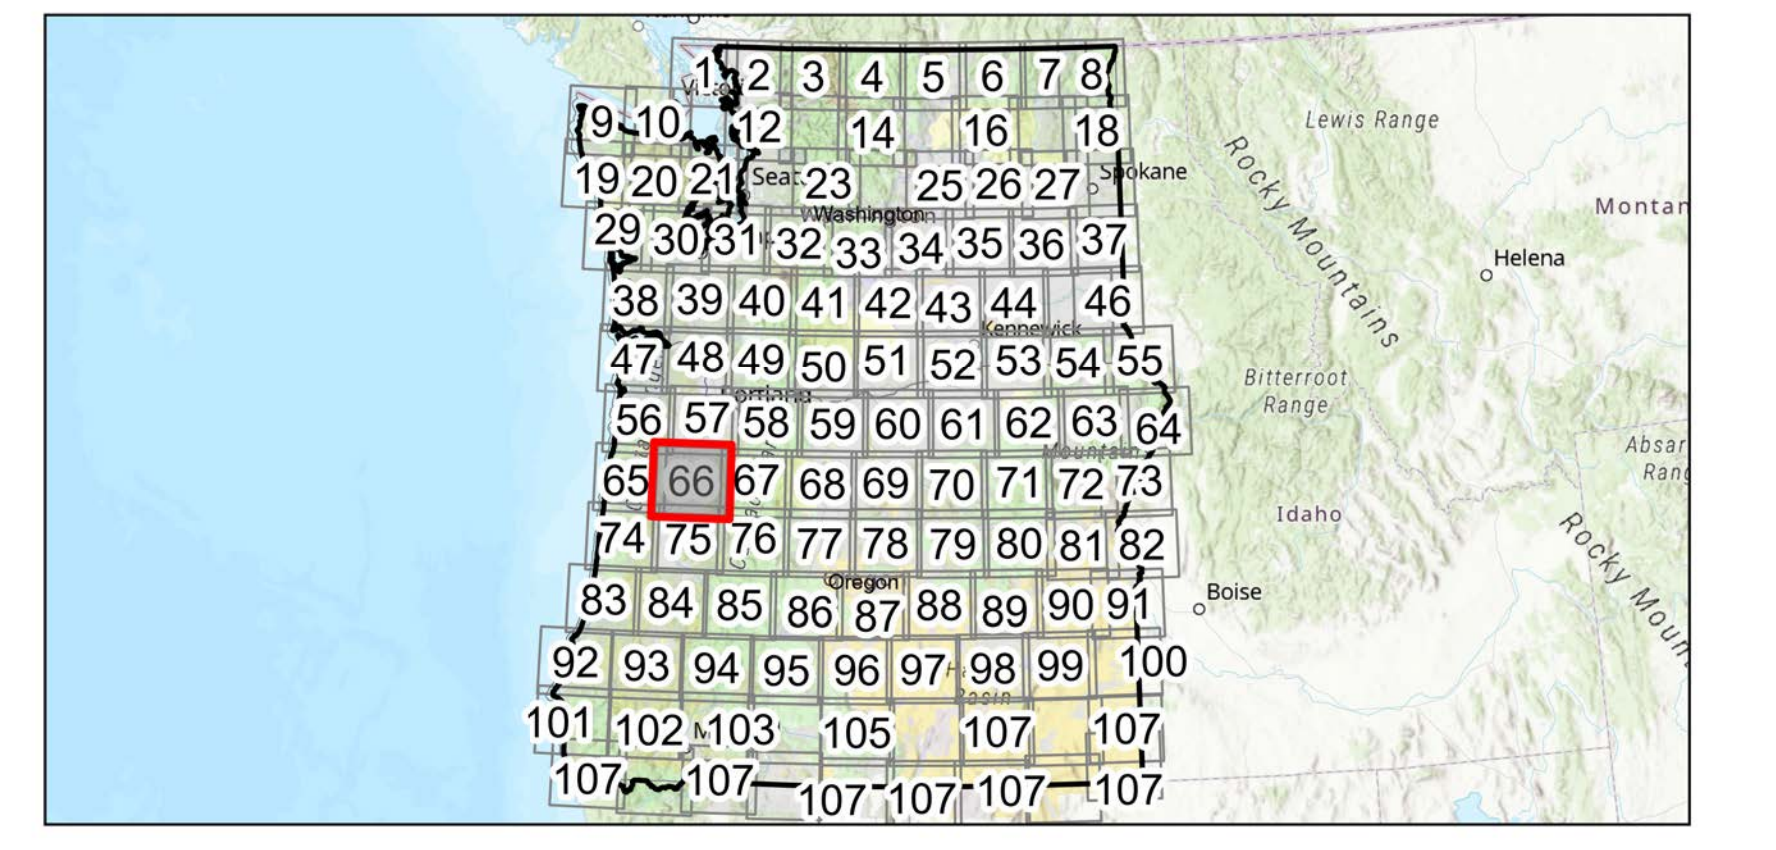 1 2 3 4 5 6 7 8
9 10 12 14 16 18
Lewis Range
19 20 21 Seat 23 25 26 27 Spokane
Rocky Mountains
Montan
Washington
29 30 31 32 33 34 35 36 37
Helena
38 39 40 41 42 43 44 46
Kennewick
47 48 49 50 51 52 53 54 55
Bitterroot
Range
Portland
56 57 58 59 60 61 62 63 64
Absar
Rang
Mountain
65 66 67 68 69 70 71 72 73
Idaho
Rocky Moun
74 75 76 77 78 79 80 81 82
Oregon
Boise
83 84 85 86 87 88 89 90 91
92 93 94 95 96 97 98 99 100
Basin
101 102 M 103 105 107 107
107 107 107 107 107 107